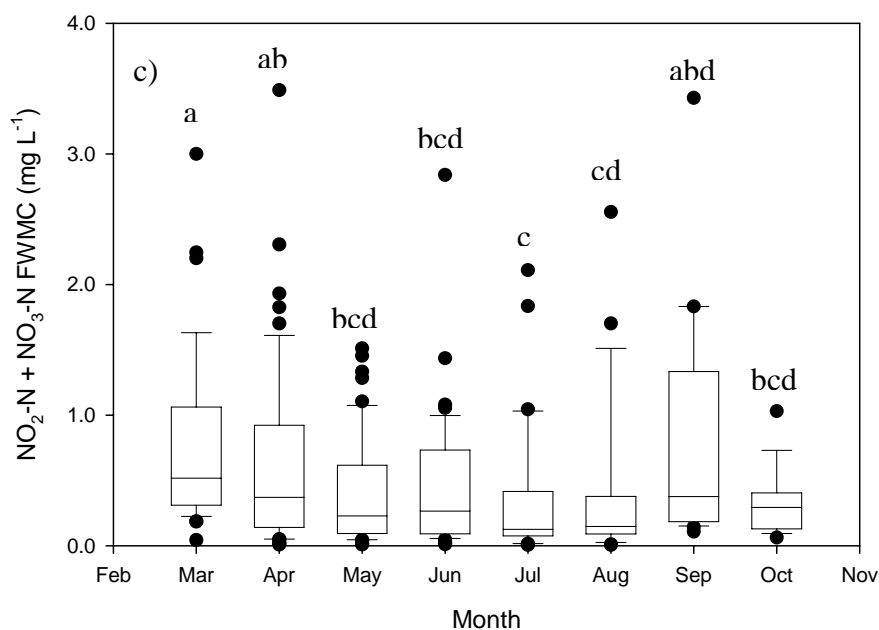 4.0
3.0
2.0
1.0
0.0
NO₂-N + NO₃-N FWMC (mg L⁻¹)
c)
a
ab
bcd
bcd
c
cd
abd
bcd
Feb Mar Apr May Jun Jul Aug Sep Oct Nov
Month